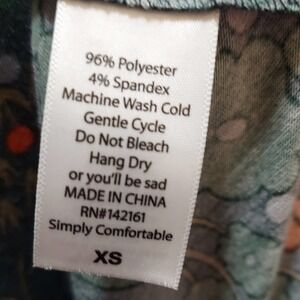 96% Polyester
4% Spandex
Machine Wash Cold
Gentle Cycle
Do Not Bleach
Hang Dry
or you'll be sad
MADE IN CHINA
RN#142161
Simply Comfortable
XS